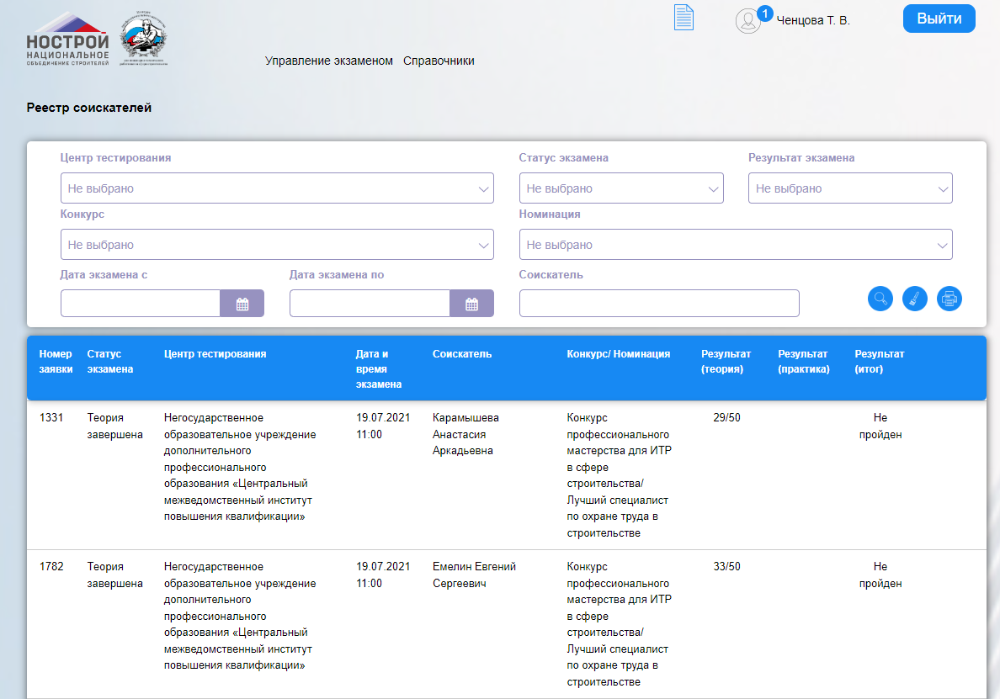 НОСТРОЙ
НАЦИОНАЛЬНОЕ
ОБЪЕДИНЕНИЕ СТРОИТЕЛЕЙ
1
Ченцова Т. В.
Выйти
Управление экзаменом Справочники
Реестр соискателей
Центр тестирования Статус экзамена Результат экзамена
Не выбрано Не выбрано Не выбрано
Конкурс Номинация
Не выбрано Не выбрано
Дата экзамена с Дата экзамена по Соискатель
Номер заявки
Статус экзамена
Центр тестирования
Дата и время экзамена
Соискатель
Конкурс/ Номинация
Результат (теория)
Результат (практика)
Результат (итог)
1331
Теория
завершена
Негосударственное
образовательное учреждение
дополнительного
профессионального
образования «Центральный
межведомственный институт
повышения квалификации»
19.07.2021
11:00
Карамышева
Анастасия
Аркадьевна
Конкурс
профессионального
мастерства для ИТР
в сфере
строительства/
Лучший специалист
по охране труда в
строительстве
29/50
Не
пройден
1782
Теория
завершена
Негосударственное
образовательное учреждение
дополнительного
профессионального
образования «Центральный
межведомственный институт
повышения квалификации»
19.07.2021
11:00
Емелин Евгений
Сергеевич
Конкурс
профессионального
мастерства для ИТР
в сфере
строительства/
Лучший специалист
по охране труда в
строительстве
33/50
Не
пройден